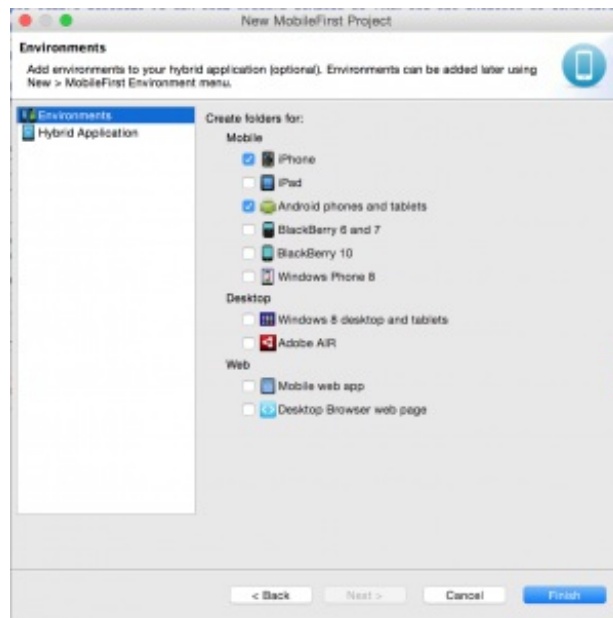 New MobileFirst Project
Environments
Add environments to your hybrid application (optional). Environments can be added later using
New > MobileFirst Environment menu.
Environments
Hybrid Application
Create folders for:
Mobile
iPhone
iPad
Android phones and tablets
BlackBerry 6 and 7
BlackBerry 10
Windows Phone 8
Desktop
Windows 8 desktop and tablets
Adobe AIR
Web
Mobile web app
Desktop Browser web page
< Back
Next >
Cancel
Finish